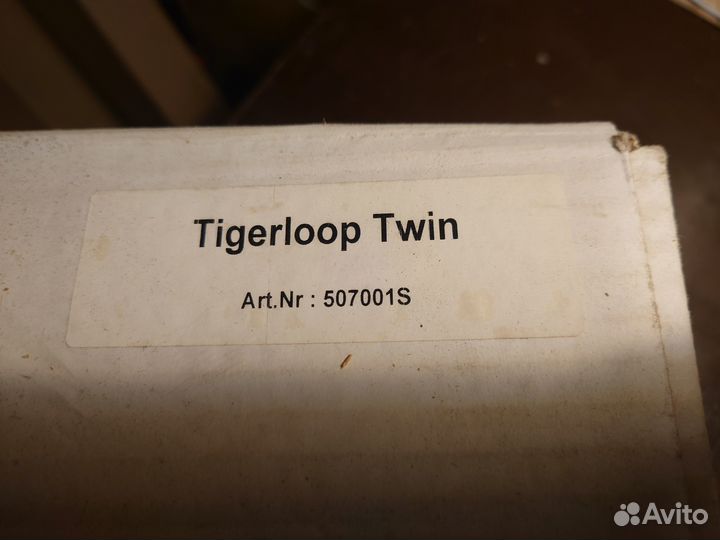 Tigerloop Twin
Art.Nr : 507001S
Avito